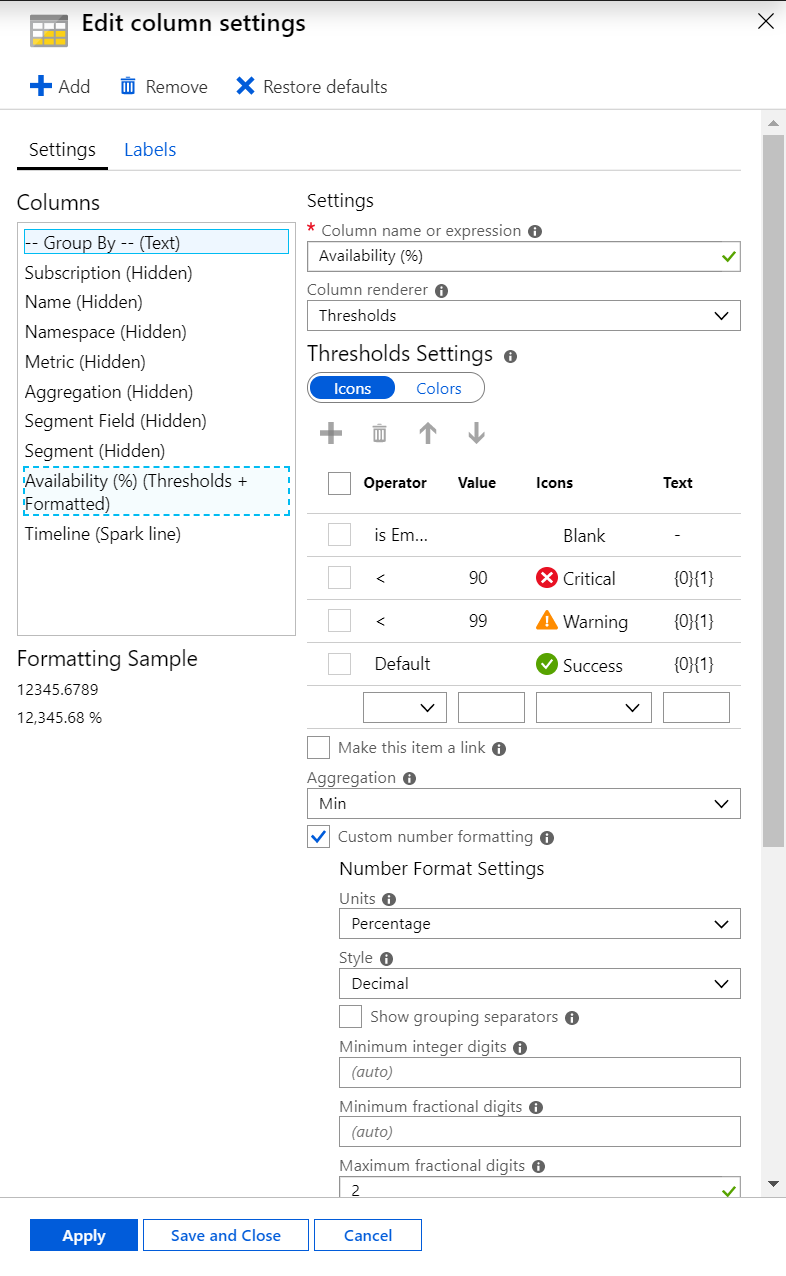 Edit column settings
Add Remove Restore defaults
Settings Labels
Columns
-- Group By -- (Text)
Subscription (Hidden)
Name (Hidden)
Namespace (Hidden)
Metric (Hidden)
Aggregation (Hidden)
Segment Field (Hidden)
Segment (Hidden)
Availability (%) (Thresholds +
Formatted)
Timeline (Spark line)
Formatting Sample
12345.6789
12,345.68 %
Settings
* Column name or expression
Availability (%)
Column renderer
Thresholds
Thresholds Settings
Icons Colors
Operator Value Icons Text
is Em... Blank -
< 90 Critical {0}{1}
< 99 Warning {0}{1}
Default Success {0}{1}
Make this item a link
Aggregation
Min
Custom number formatting
Number Format Settings
Units
Percentage
Style
Decimal
Show grouping separators
Minimum integer digits
(auto)
Minimum fractional digits
(auto)
Maximum fractional digits
2
Apply Save and Close Cancel